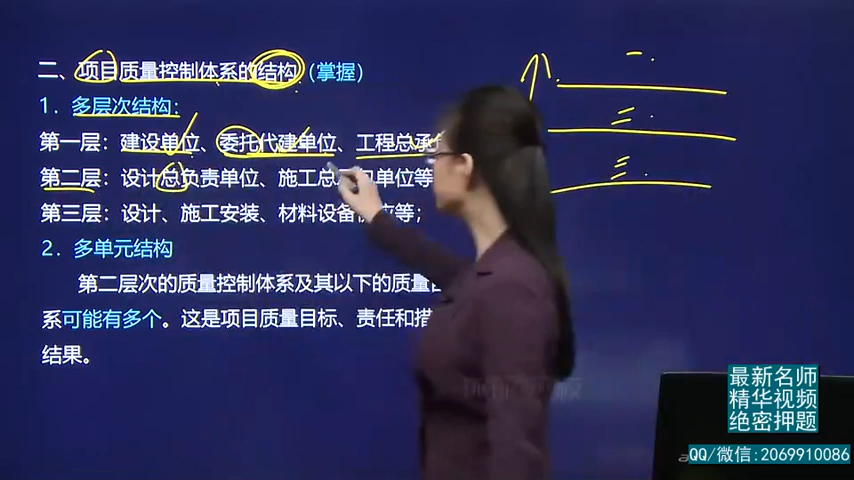 二、项目质量控制体系的结构（掌握）
1．多层次结构：
第一层：建设单位、委托代建单位、工程总承
第二层：设计总负责单位、施工总 单位等
第三层：设计、施工安装、材料设备 等；
2．多单元结构
第二层次的质量控制体系及其以下的质量
系可能有多个。这是项目质量目标、责任和措
结果。
一
二
三
最新名师
精华视频
绝密押题
QQ/微信:2069910086